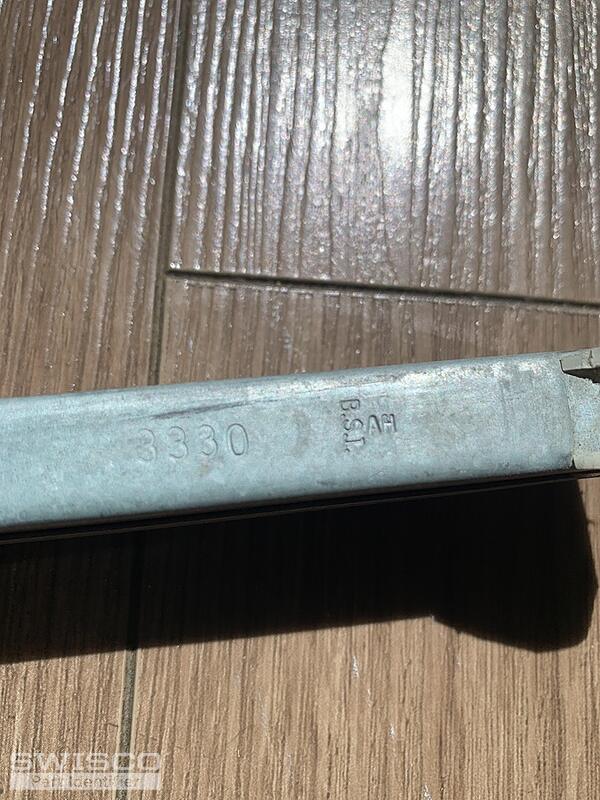 3330
B.S.I.
AH
SWISCO
Part Identifier